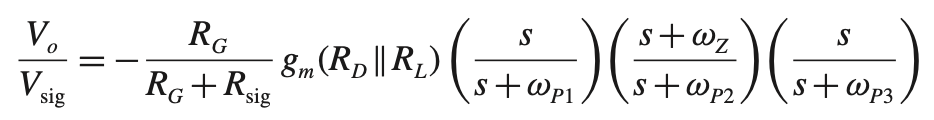 V_o / V_sig = − R_G / (R_G + R_sig) g_m (R_D ∥ R_L) ( s / (s + ω_P1) ) ( (s + ω_Z) / (s + ω_P2) ) ( s / (s + ω_P3) )